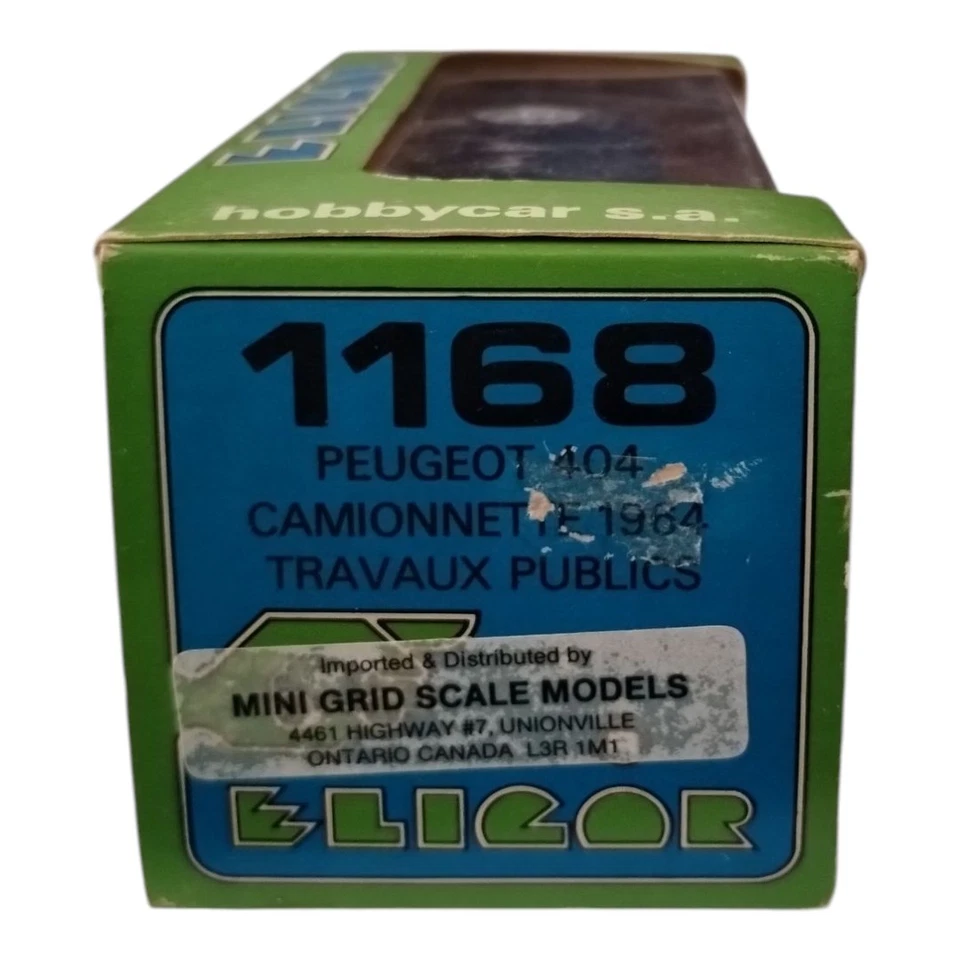 ELIGOR
hobbycar s.a.
1168
PEUGEOT 404
CAMIONNETTE 1964
TRAVAUX PUBLICS
Imported & Distributed by
MINI GRID SCALE MODELS
4461 HIGHWAY #7, UNIONVILLE
ONTARIO CANADA L3R 1M1
ELIGOR